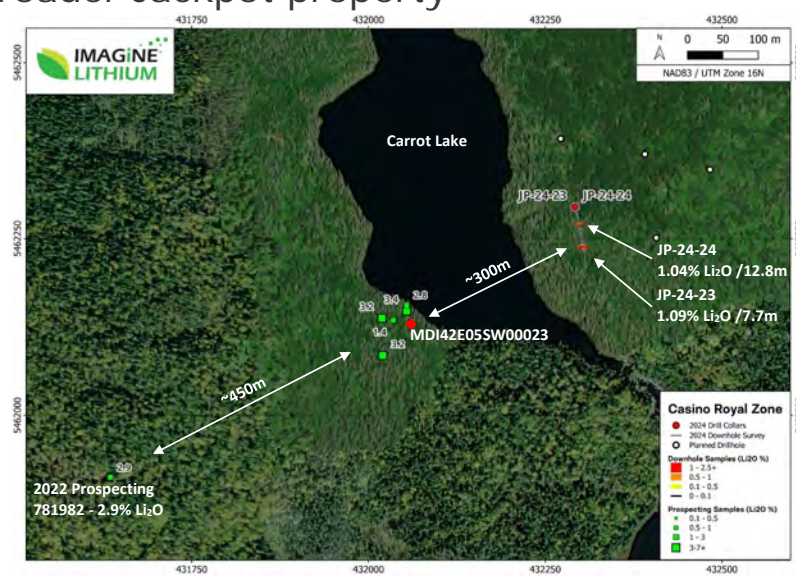 Jackpot property
431750
432000
432250
432500
IMAGINE
LITHIUM
N
0 50 100 m
NAD83 / UTM Zone 16N
5462500
5462500
Carrot Lake
JP-24-23 JP-24-24
5462250
5462250
JP-24-24
1.04% Li₂O /12.8m
~300m
JP-24-23
1.09% Li₂O /7.7m
2.8
3.4
3.2
1.4
3.2
MDI42E05SW00023
~450m
5462000
5462000
2.9
2022 Prospecting
781982 - 2.9% Li₂O
Casino Royal Zone
2024 Drill Collars
2024 Downhole Survey
Planned Drillhole
Downhole Samples (Li2O %)
1 - 2.5+
0.5 - 1
0.1 - 0.5
0 - 0.1
Prospecting Samples (Li2O %)
0.1 - 0.5
0.5 - 1
1 - 3
3-7+
431750
432000
432250
432500